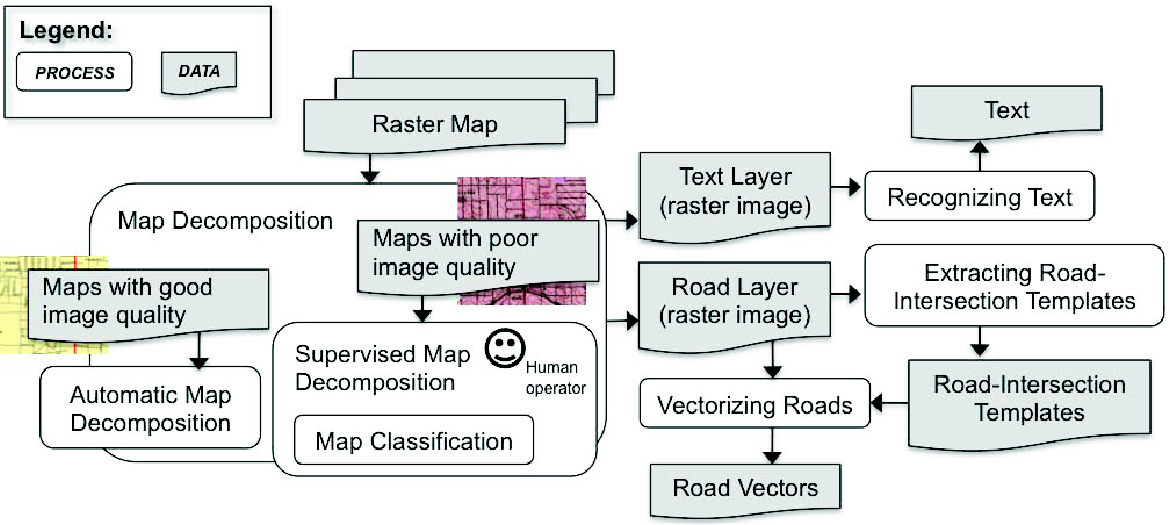 Legend:
PROCESS
DATA
Raster Map
Map Decomposition
Maps with poor
image quality
Maps with good
image quality
Automatic Map
Decomposition
Supervised Map
Decomposition
Human
operator
Map Classification
Text Layer
(raster image)
Recognizing Text
Text
Road Layer
(raster image)
Extracting Road-
Intersection Templates
Road-Intersection
Templates
Vectorizing Roads
Road Vectors